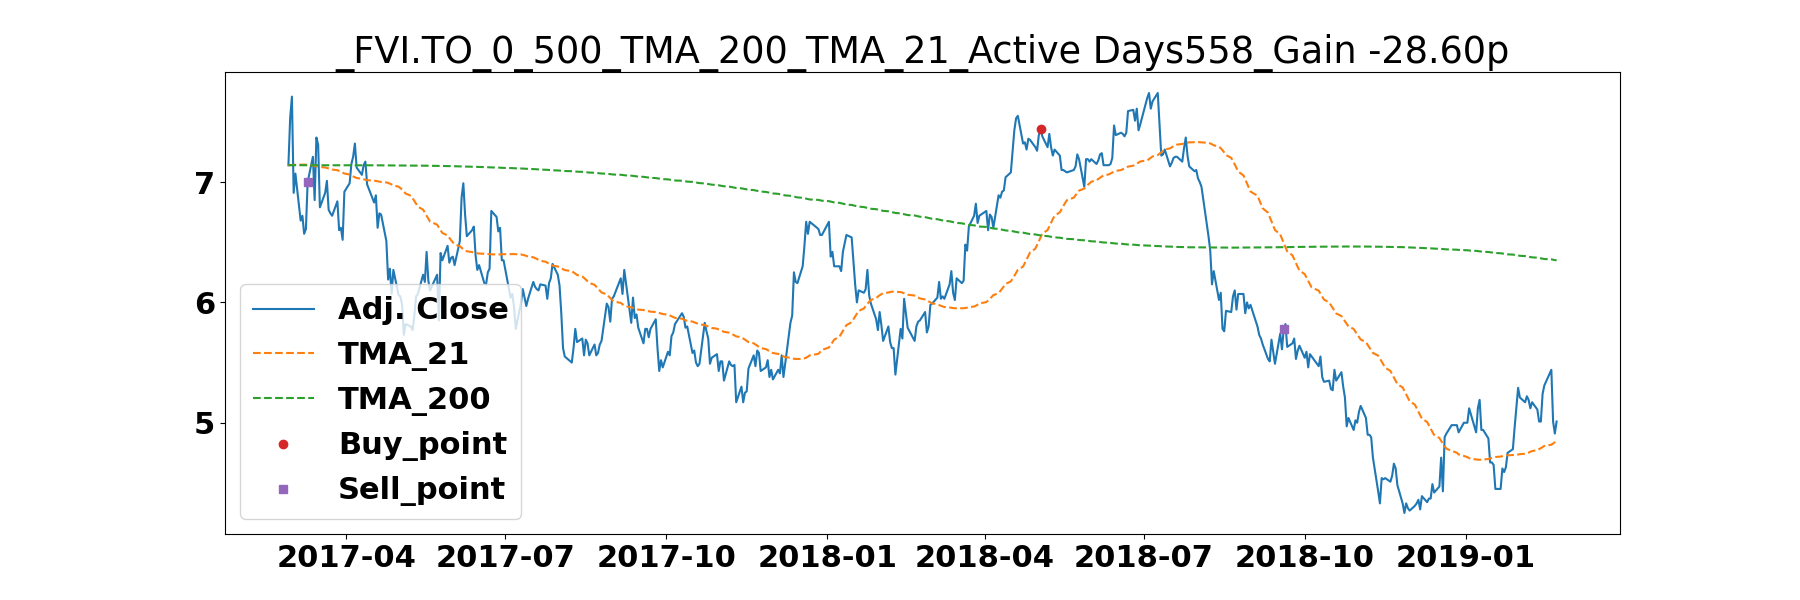 _FVI.TO_0_500_TMA_200_TMA_21_Active Days558_Gain -28.60p
7
6
5
Adj. Close
TMA_21
TMA_200
Buy_point
Sell_point
2017-04 2017-07 2017-10 2018-01 2018-04 2018-07 2018-10 2019-01